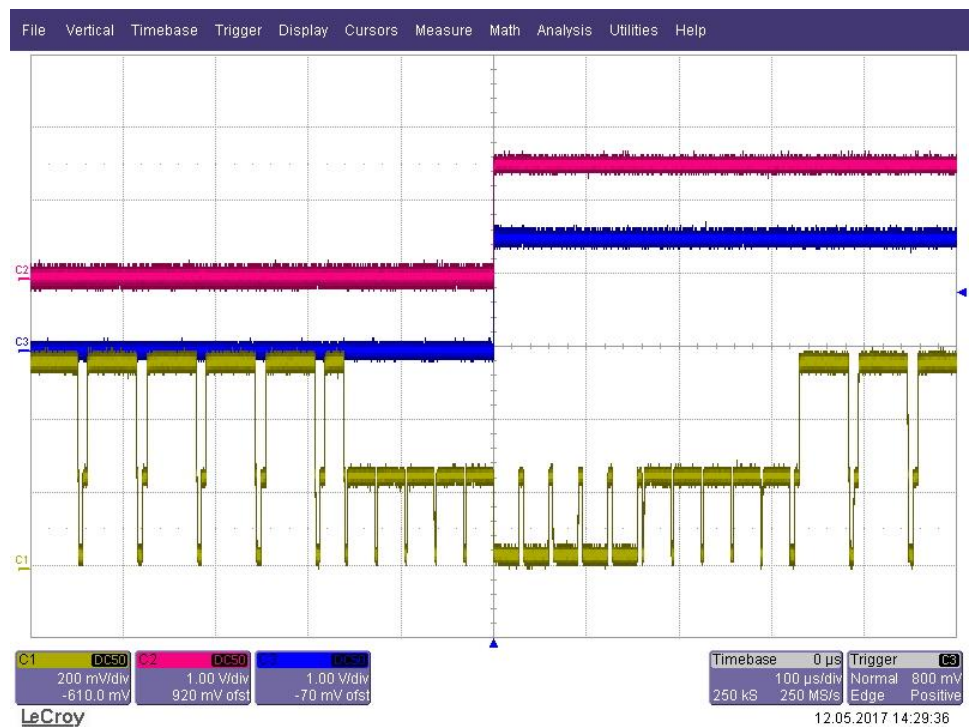 File Vertical Timebase Trigger Display Cursors Measure Math Analysis Utilities Help
C2
C3
C1
C1 DC50
200 mV/div
-610.0 mV
C2 DC50
1.00 V/div
920 mV ofst
1.00 V/div
-70 mV ofst
Timebase 0 µs
100 µs/div
250 kS 250 MS/s
Trigger C3
Normal 800 mV
Edge Positive
LeCroy
12.05.2017 14:29:36